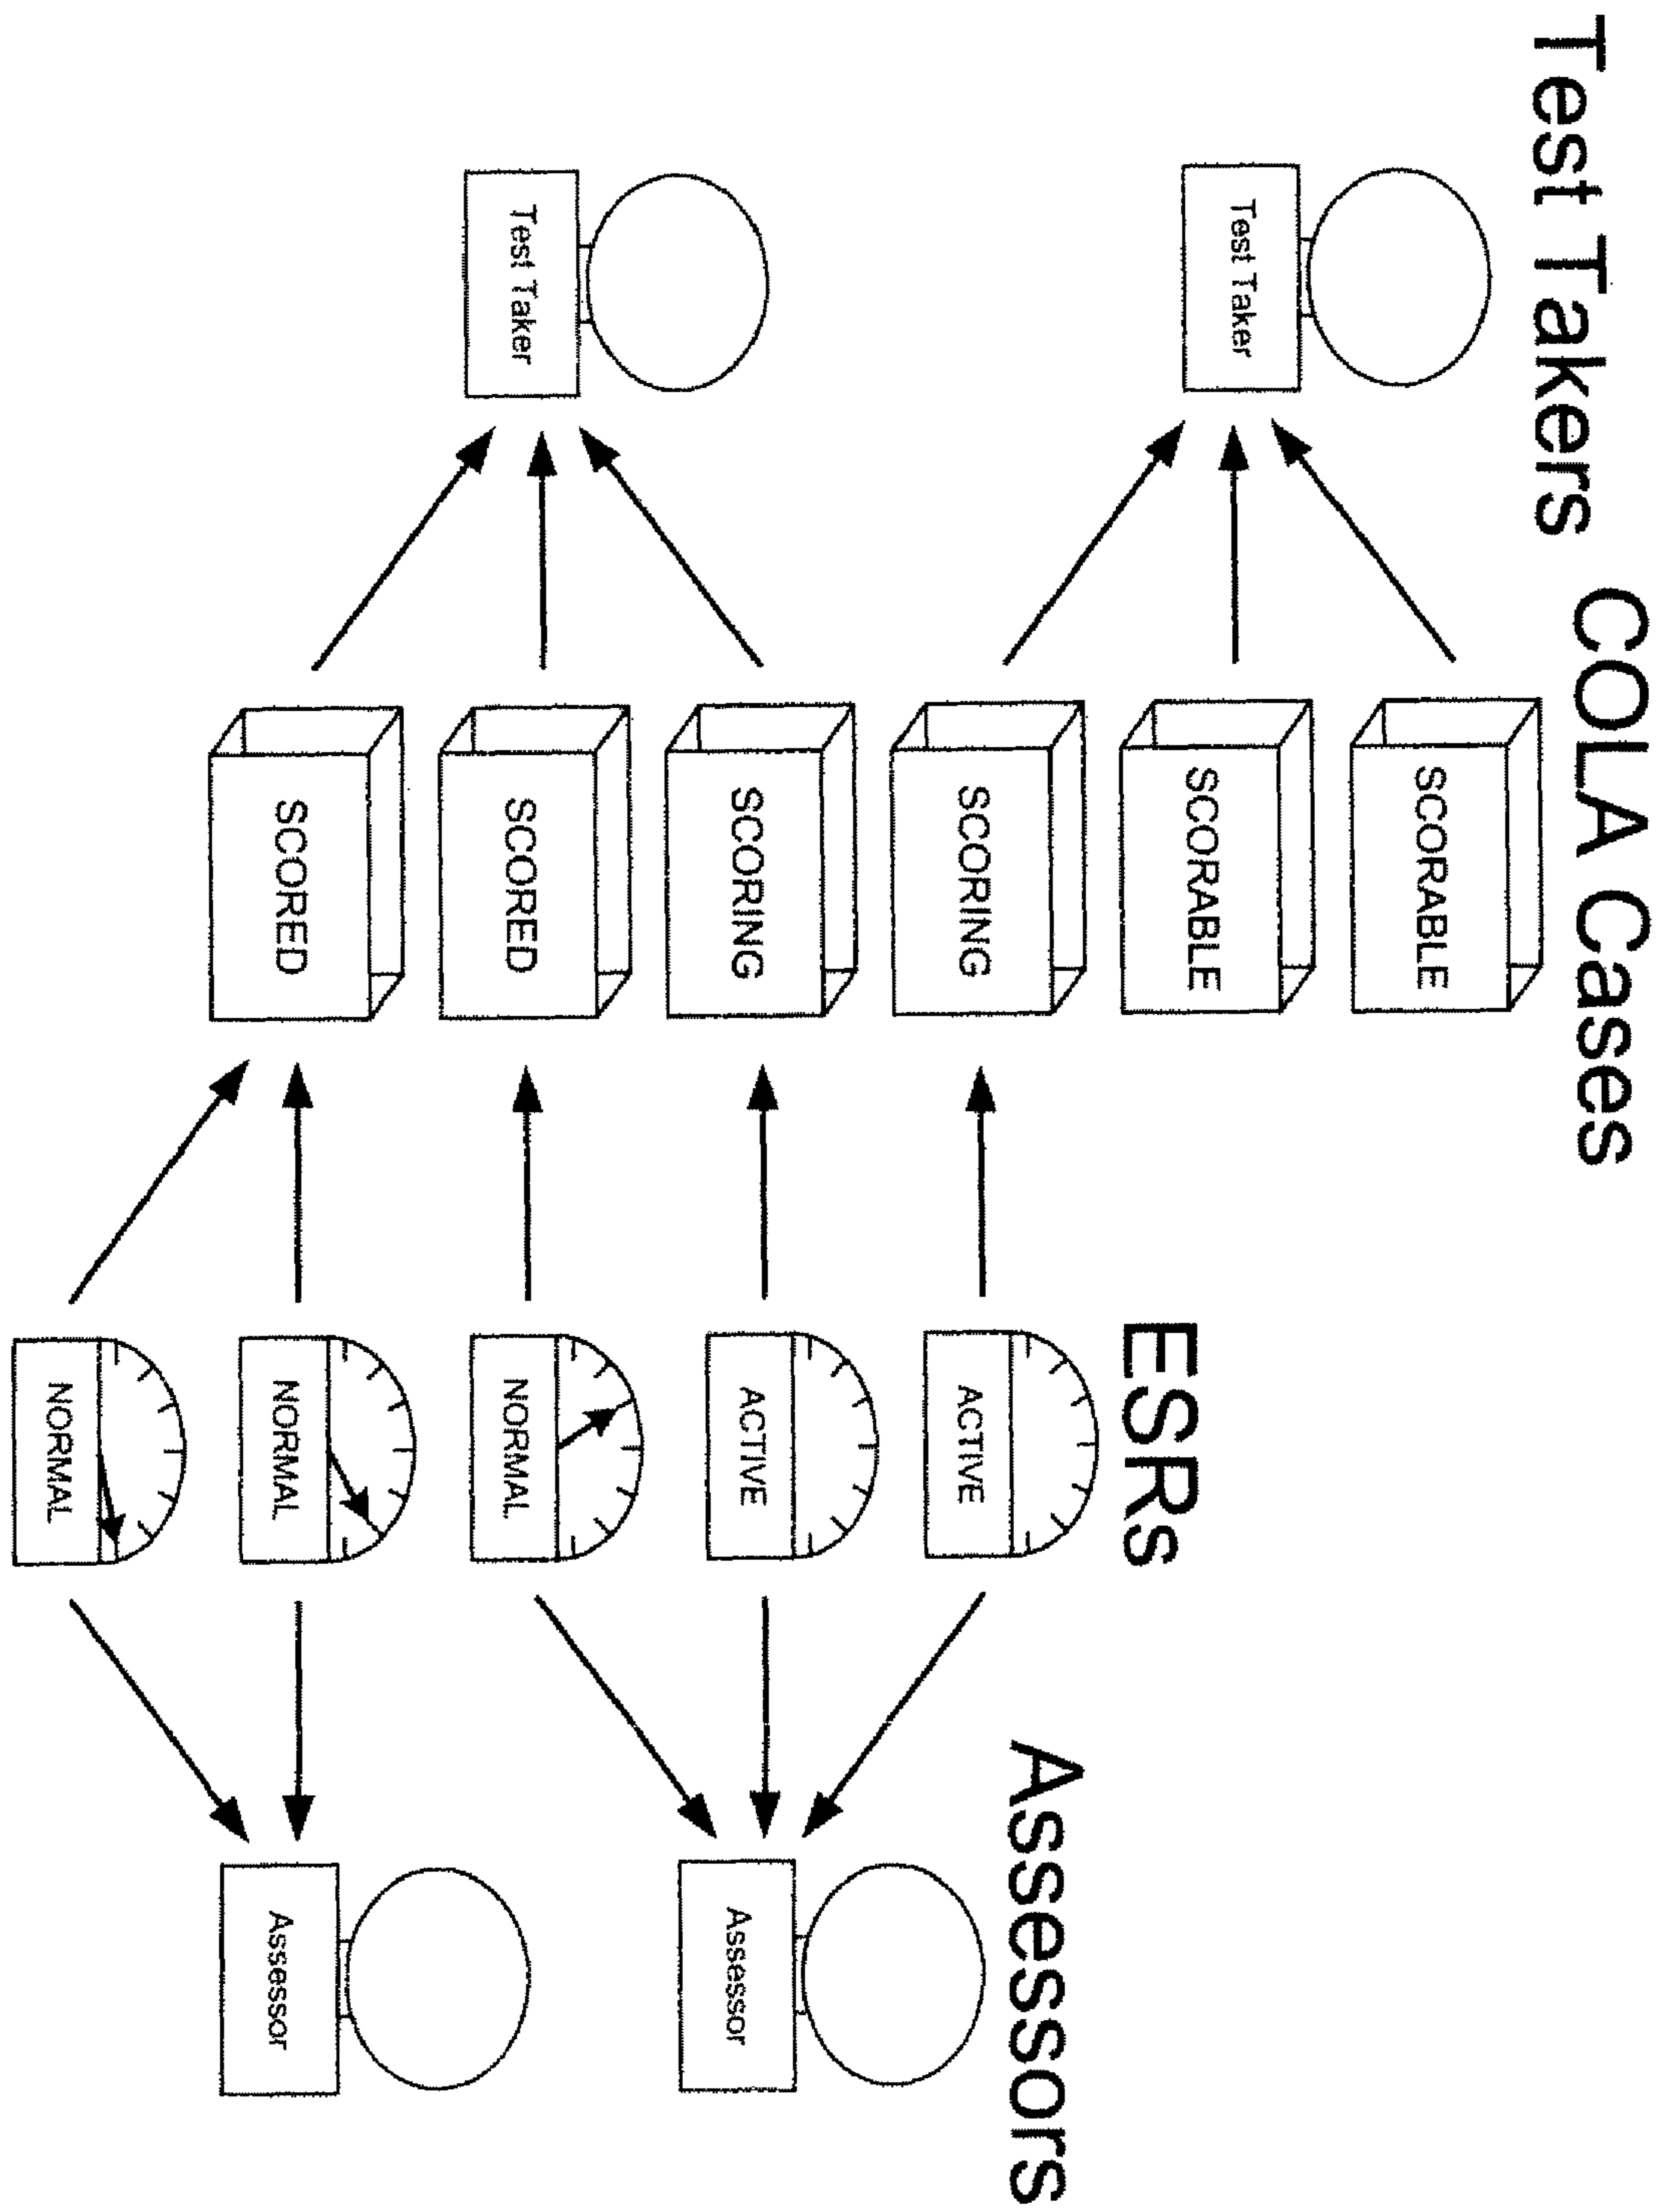 Test Takers
COLA Cases
ESRs
Assessors
Test Taker
Test Taker
SCORABLE
SCORABLE
SCORING
SCORING
SCORED
SCORED
ACTIVE
ACTIVE
NORMAL
NORMAL
NORMAL
Assessor
Assessor